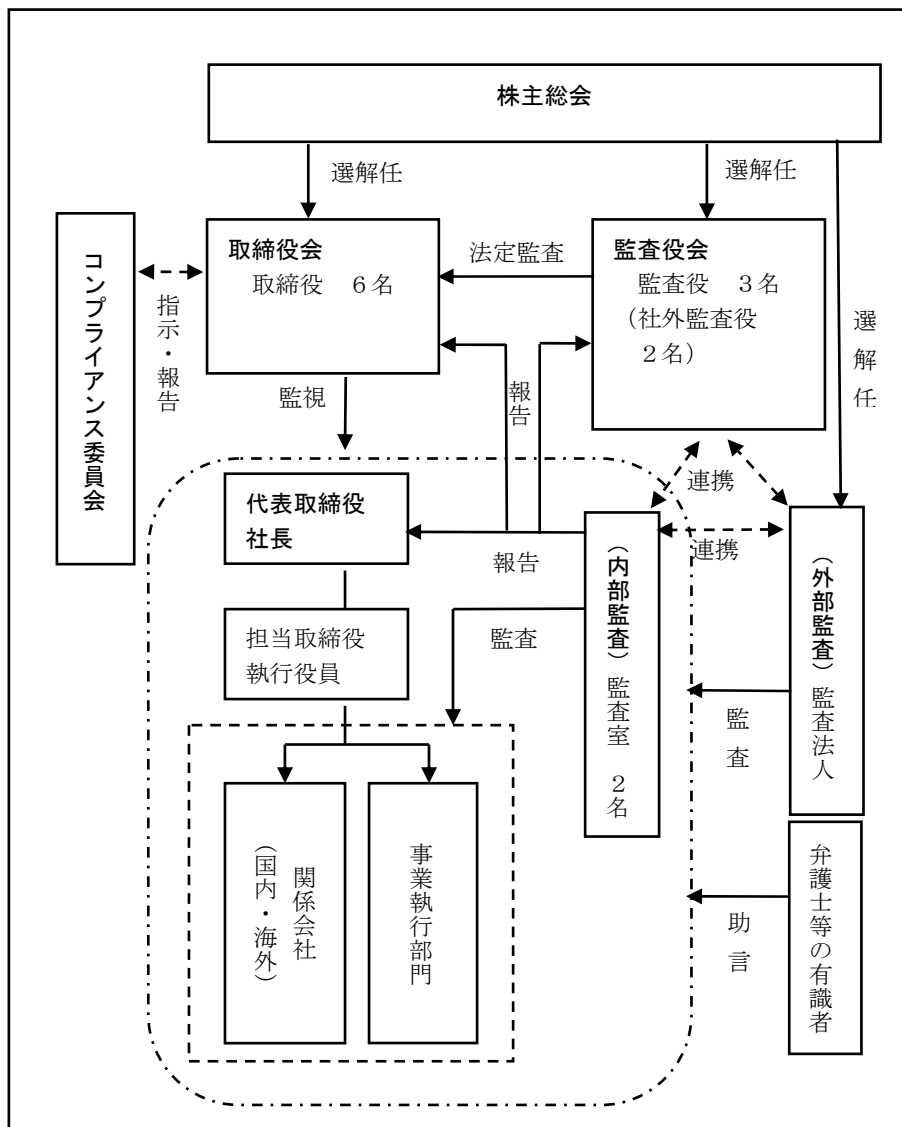 株主総会
選解任
選解任
選解任
コンプライアンス委員会
指示・報告
取締役会
取締役　６名
法定監査
監査役会
監査役　３名
（社外監査役
２名）
監視
報告
連携
代表取締役
社長
報告
連携
（内部監査）監査室　２名
（外部監査）監査法人
担当取締役
執行役員
監査
監査
関係会社
（国内・海外）
事業執行部門
助言
弁護士等の有識者